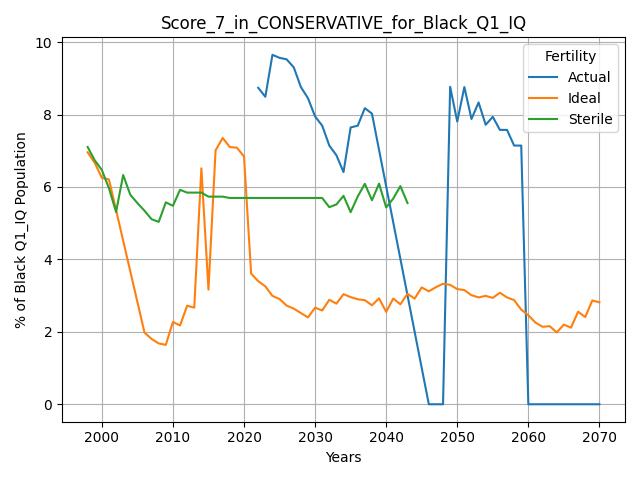 Score_7_in_CONSERVATIVE_for_Black_Q1_IQ
% of Black Q1_IQ Population
10
8
6
4
2
0
Fertility
Actual
Ideal
Sterile
2000 2010 2020 2030 2040 2050 2060 2070
Years